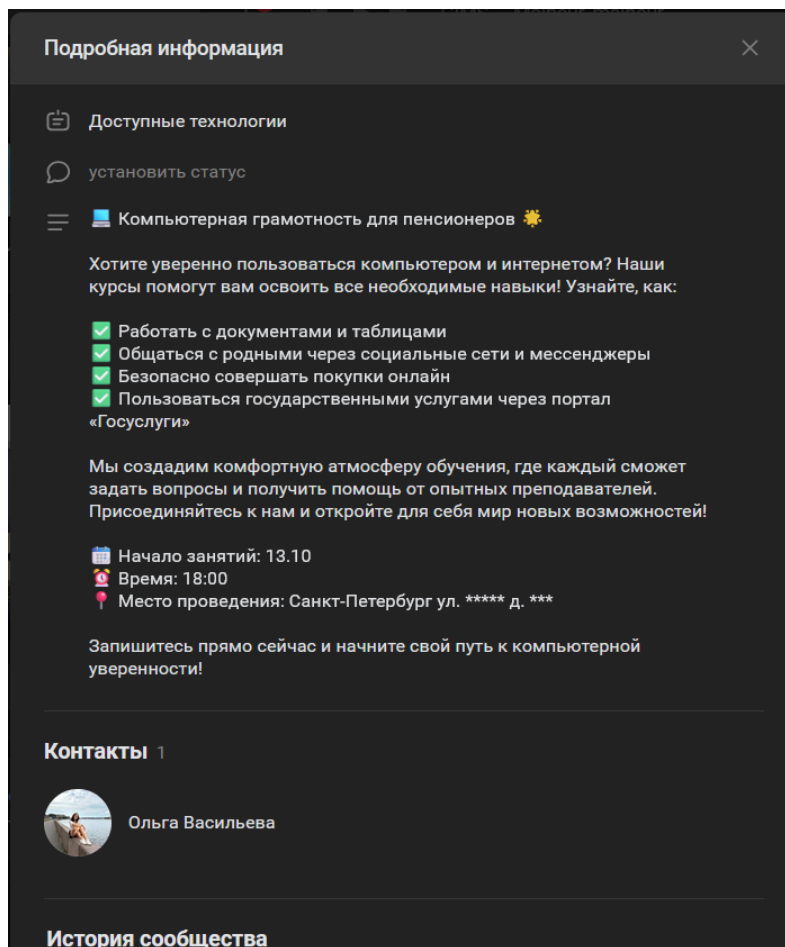 Подробная информация
Доступные технологии
установить статус
💻 Компьютерная грамотность для пенсионеров 🌟
Хотите уверенно пользоваться компьютером и интернетом? Наши
курсы помогут вам освоить все необходимые навыки! Узнайте, как:
✅ Работать с документами и таблицами
✅ Общаться с родными через социальные сети и мессенджеры
✅ Безопасно совершать покупки онлайн
✅ Пользоваться государственными услугами через портал
«Госуслуги»
Мы создадим комфортную атмосферу обучения, где каждый сможет
задать вопросы и получить помощь от опытных преподавателей.
Присоединяйтесь к нам и откройте для себя мир новых возможностей!
📅 Начало занятий: 13.10
⏰ Время: 18:00
📍 Место проведения: Санкт-Петербург ул. ***** д. ***
Запишитесь прямо сейчас и начните свой путь к компьютерной
уверенности!
Контакты 1
Ольга Васильева
История сообщества